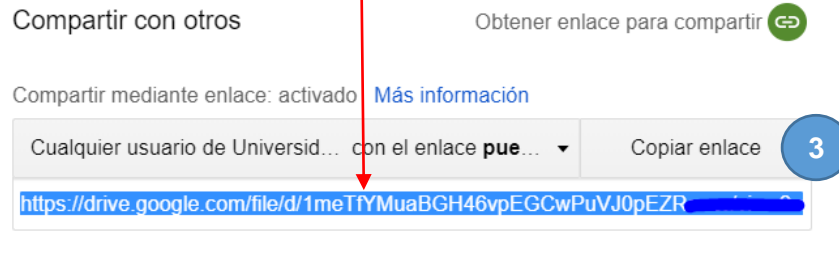 Compartir con otros
Obtener enlace para compartir
Compartir mediante enlace: activado Más información
Cualquier usuario de Universid... con el enlace pue...
Copiar enlace
3
https://drive.google.com/file/d/1meTfYMuaBGH46vpEGCwPuVJ0pEZR